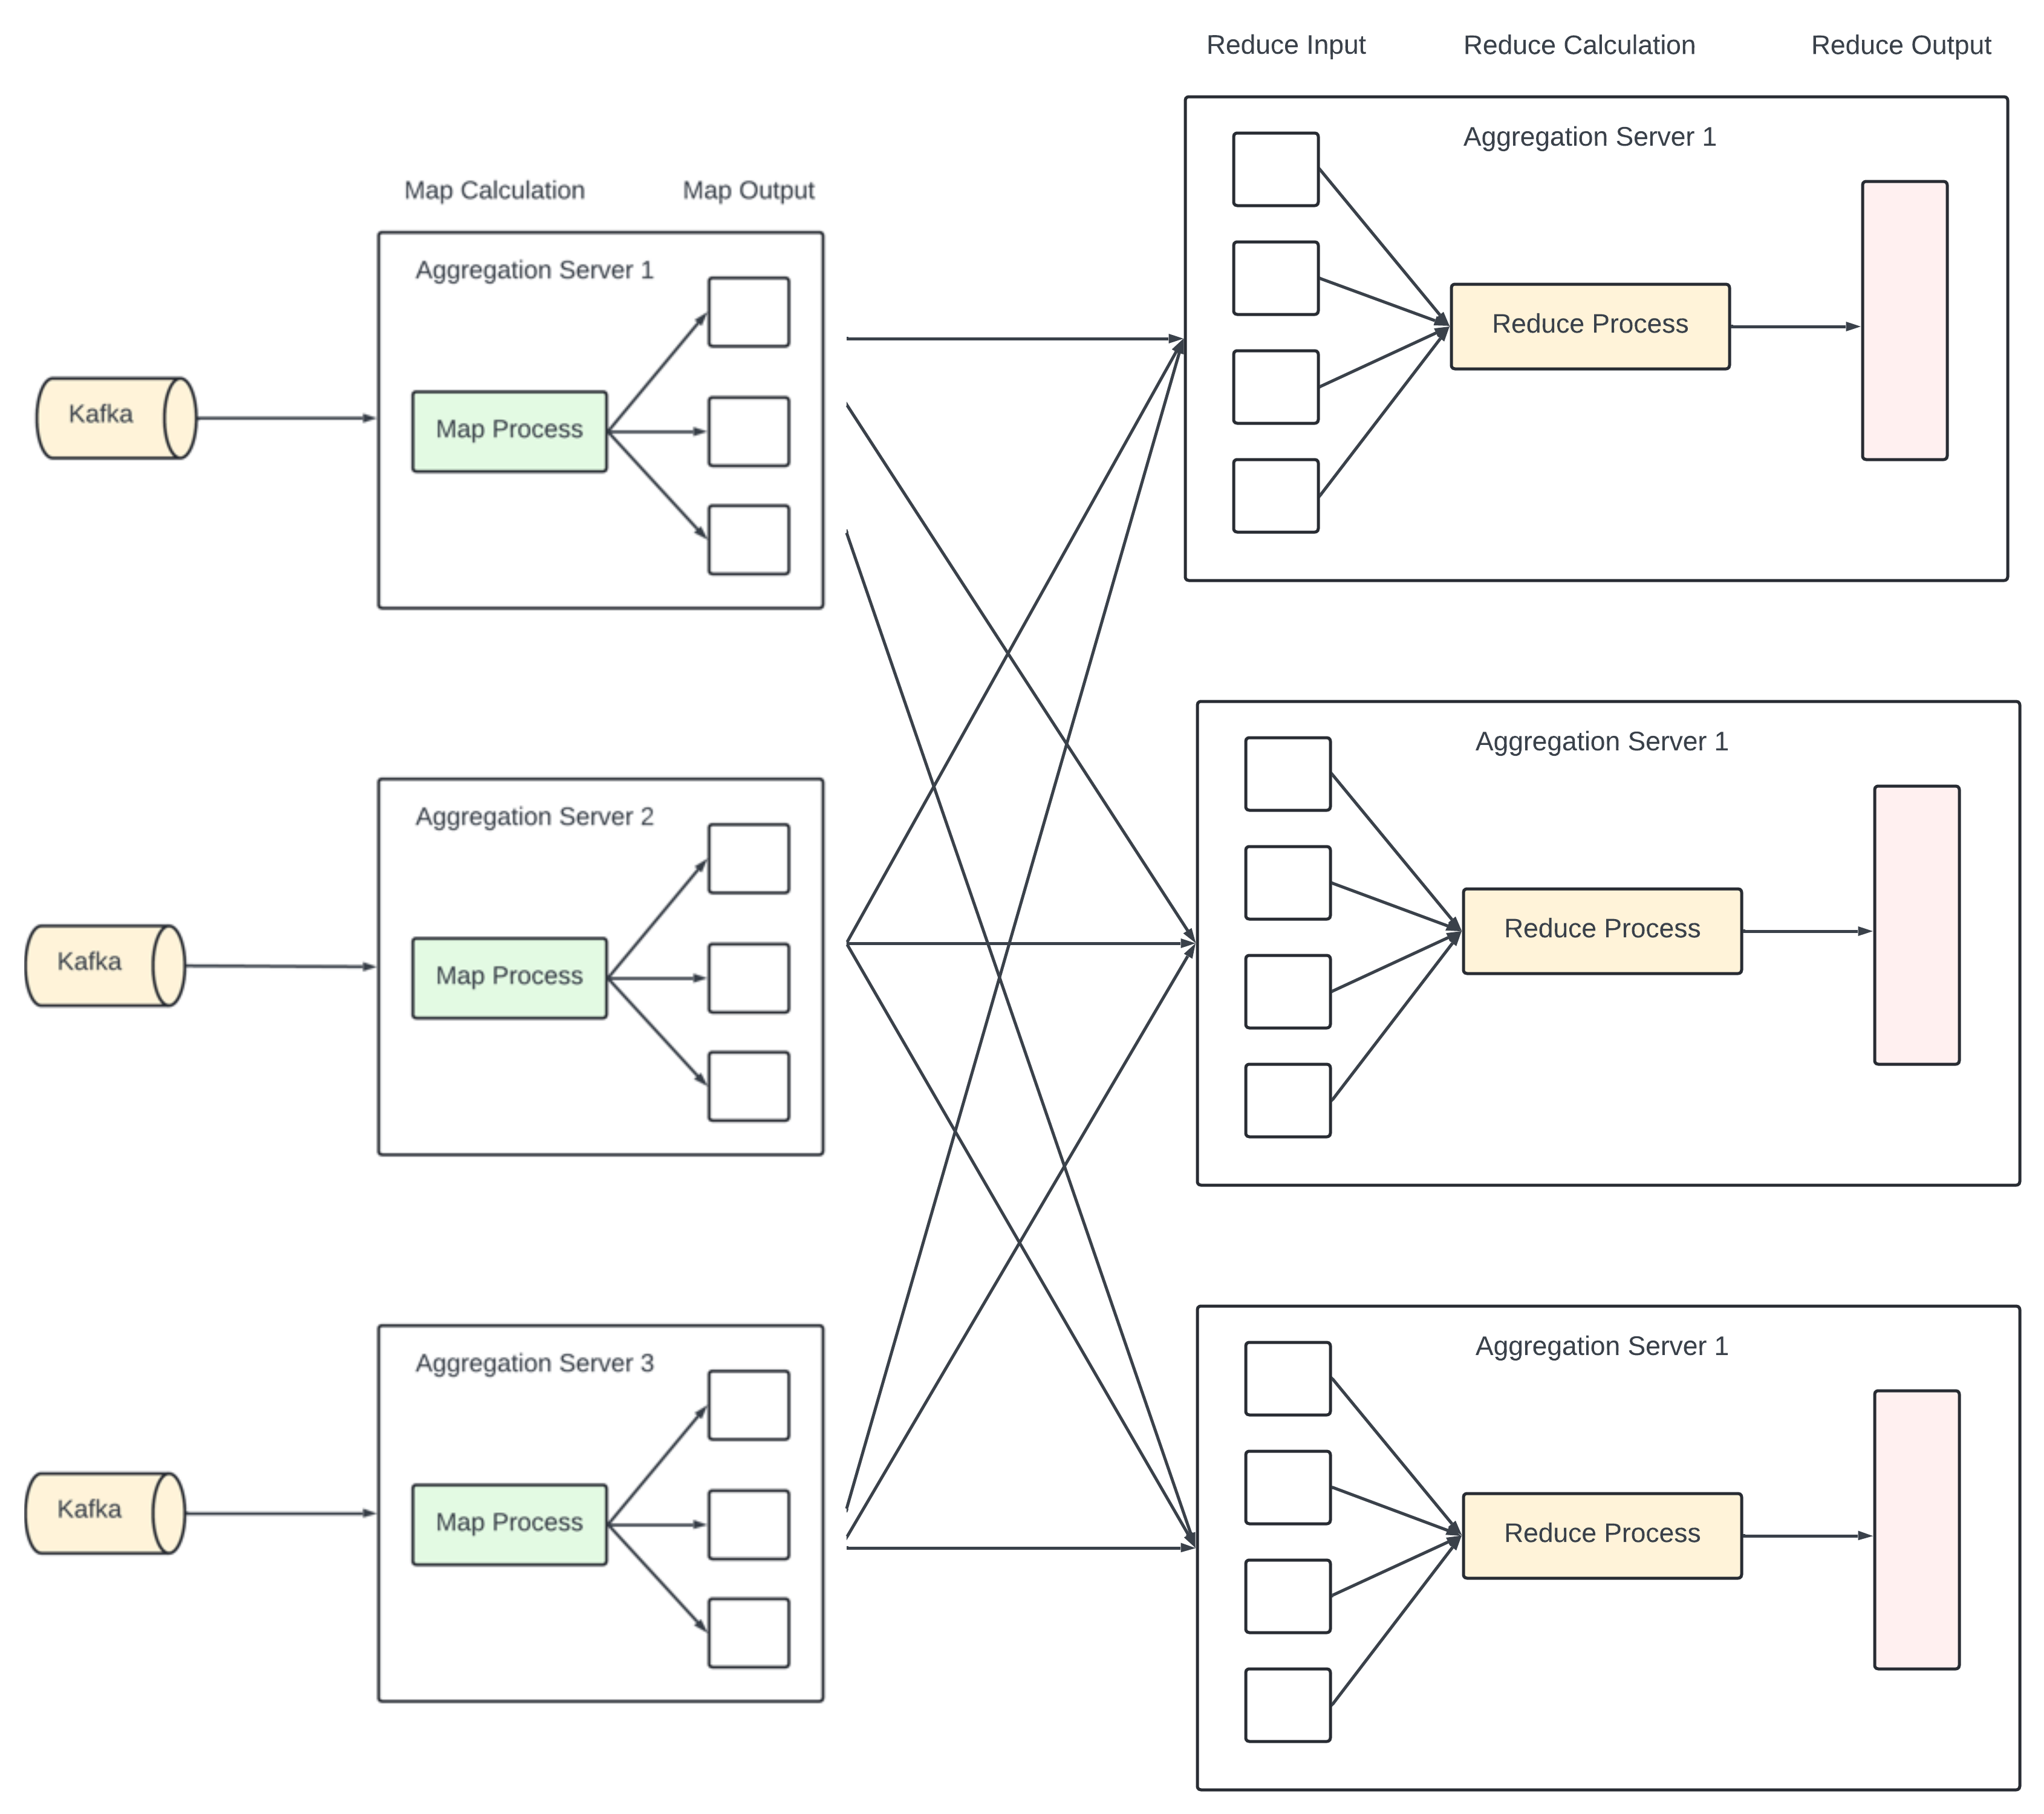 Reduce Input
Reduce Calculation
Reduce Output
Map Calculation
Map Output
Kafka
Aggregation Server 1
Map Process
Aggregation Server 1
Reduce Process
Kafka
Aggregation Server 2
Map Process
Aggregation Server 1
Reduce Process
Kafka
Aggregation Server 3
Map Process
Aggregation Server 1
Reduce Process